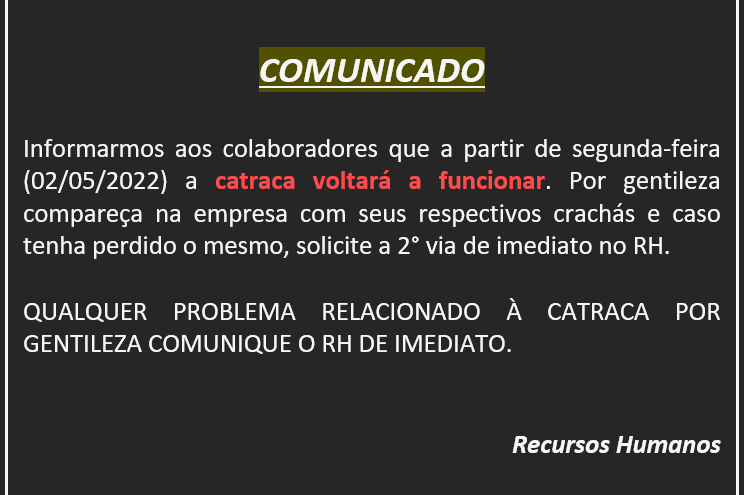 COMUNICADO
Informarmos aos colaboradores que a partir de segunda-feira
(02/05/2022) a catraca voltará a funcionar. Por gentileza
compareça na empresa com seus respectivos crachás e caso
tenha perdido o mesmo, solicite a 2° via de imediato no RH.
QUALQUER PROBLEMA RELACIONADO À CATRACA POR
GENTILEZA COMUNIQUE O RH DE IMEDIATO.
Recursos Humanos